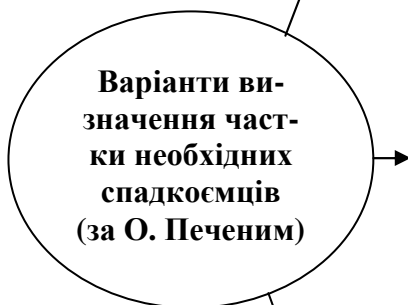 Варіанти ви-
значення част-
ки необхідних
спадкоємців
(за О. Печеним)